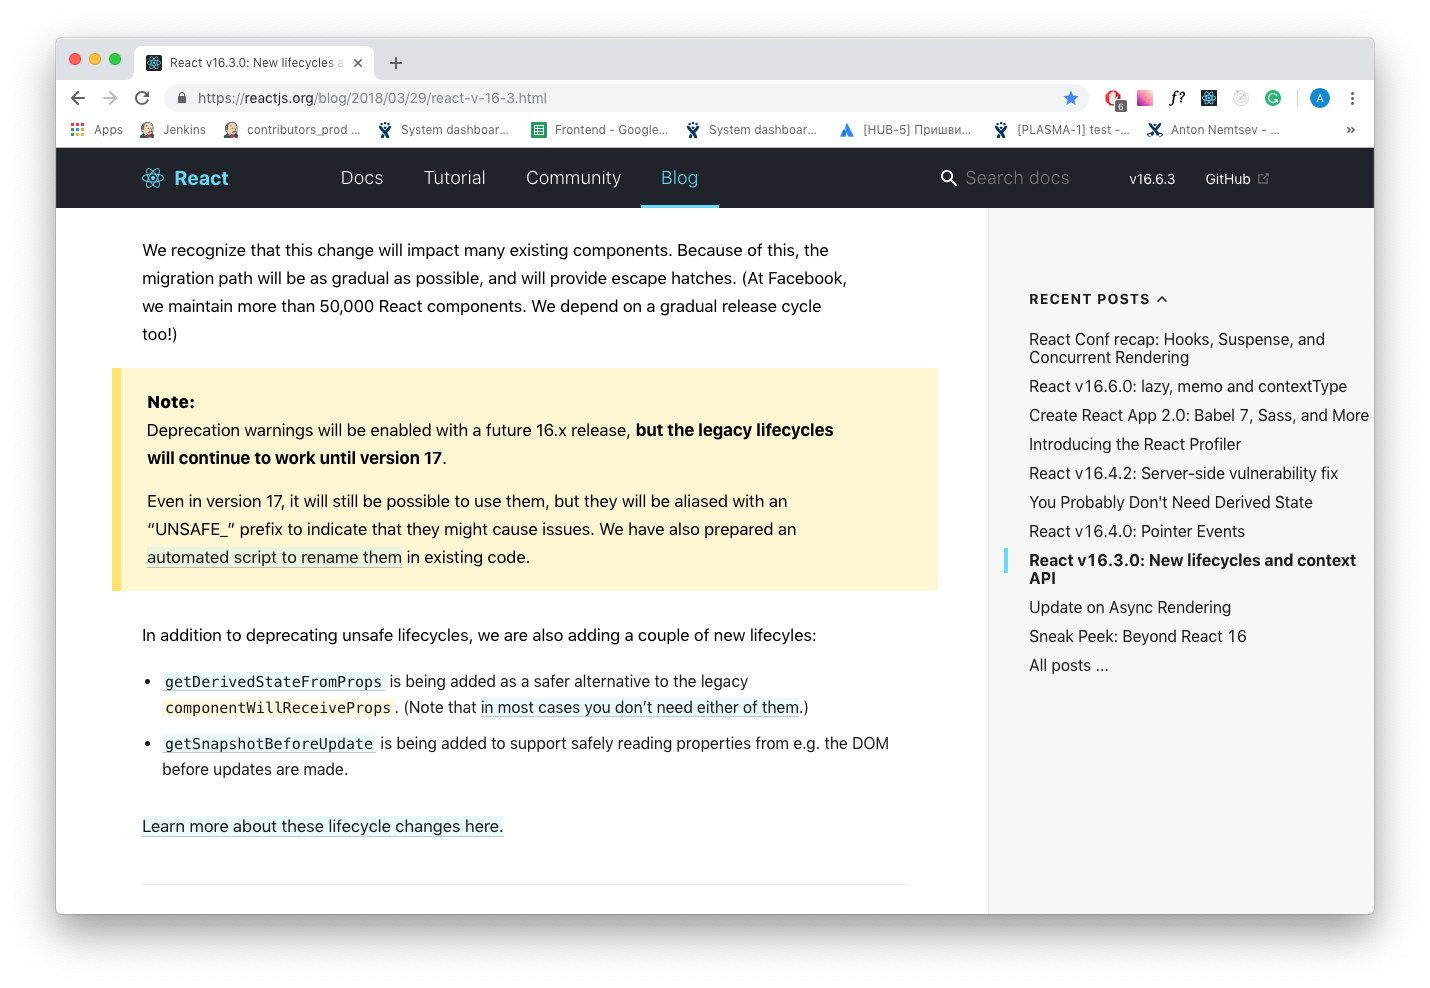 React v16.3.0: New lifecycles a
https://reactjs.org/blog/2018/03/29/react-v-16-3.html
6
f?
A
Apps
Jenkins
contributors_prod ...
System dashboar...
Frontend - Google...
System dashboar...
[HUB-5] Пришви...
[PLASMA-1] test -...
Anton Nemtsev - ...
»
React
Docs
Tutorial
Community
Blog
Search docs
v16.6.3
GitHub
We recognize that this change will impact many existing components. Because of this, the
migration path will be as gradual as possible, and will provide escape hatches. (At Facebook,
we maintain more than 50,000 React components. We depend on a gradual release cycle
too!)
Note:
Deprecation warnings will be enabled with a future 16.x release, but the legacy lifecycles
will continue to work until version 17.
Even in version 17, it will still be possible to use them, but they will be aliased with an
“UNSAFE_” prefix to indicate that they might cause issues. We have also prepared an
automated script to rename them in existing code.
In addition to deprecating unsafe lifecycles, we are also adding a couple of new lifecyles:
• getDerivedStateFromProps is being added as a safer alternative to the legacy
componentWillReceiveProps. (Note that in most cases you don’t need either of them.)
• getSnapshotBeforeUpdate is being added to support safely reading properties from e.g. the DOM
before updates are made.
Learn more about these lifecycle changes here.
RECENT POSTS
React Conf recap: Hooks, Suspense, and
Concurrent Rendering
React v16.6.0: lazy, memo and contextType
Create React App 2.0: Babel 7, Sass, and More
Introducing the React Profiler
React v16.4.2: Server-side vulnerability fix
You Probably Don't Need Derived State
React v16.4.0: Pointer Events
React v16.3.0: New lifecycles and context
API
Update on Async Rendering
Sneak Peek: Beyond React 16
All posts ...